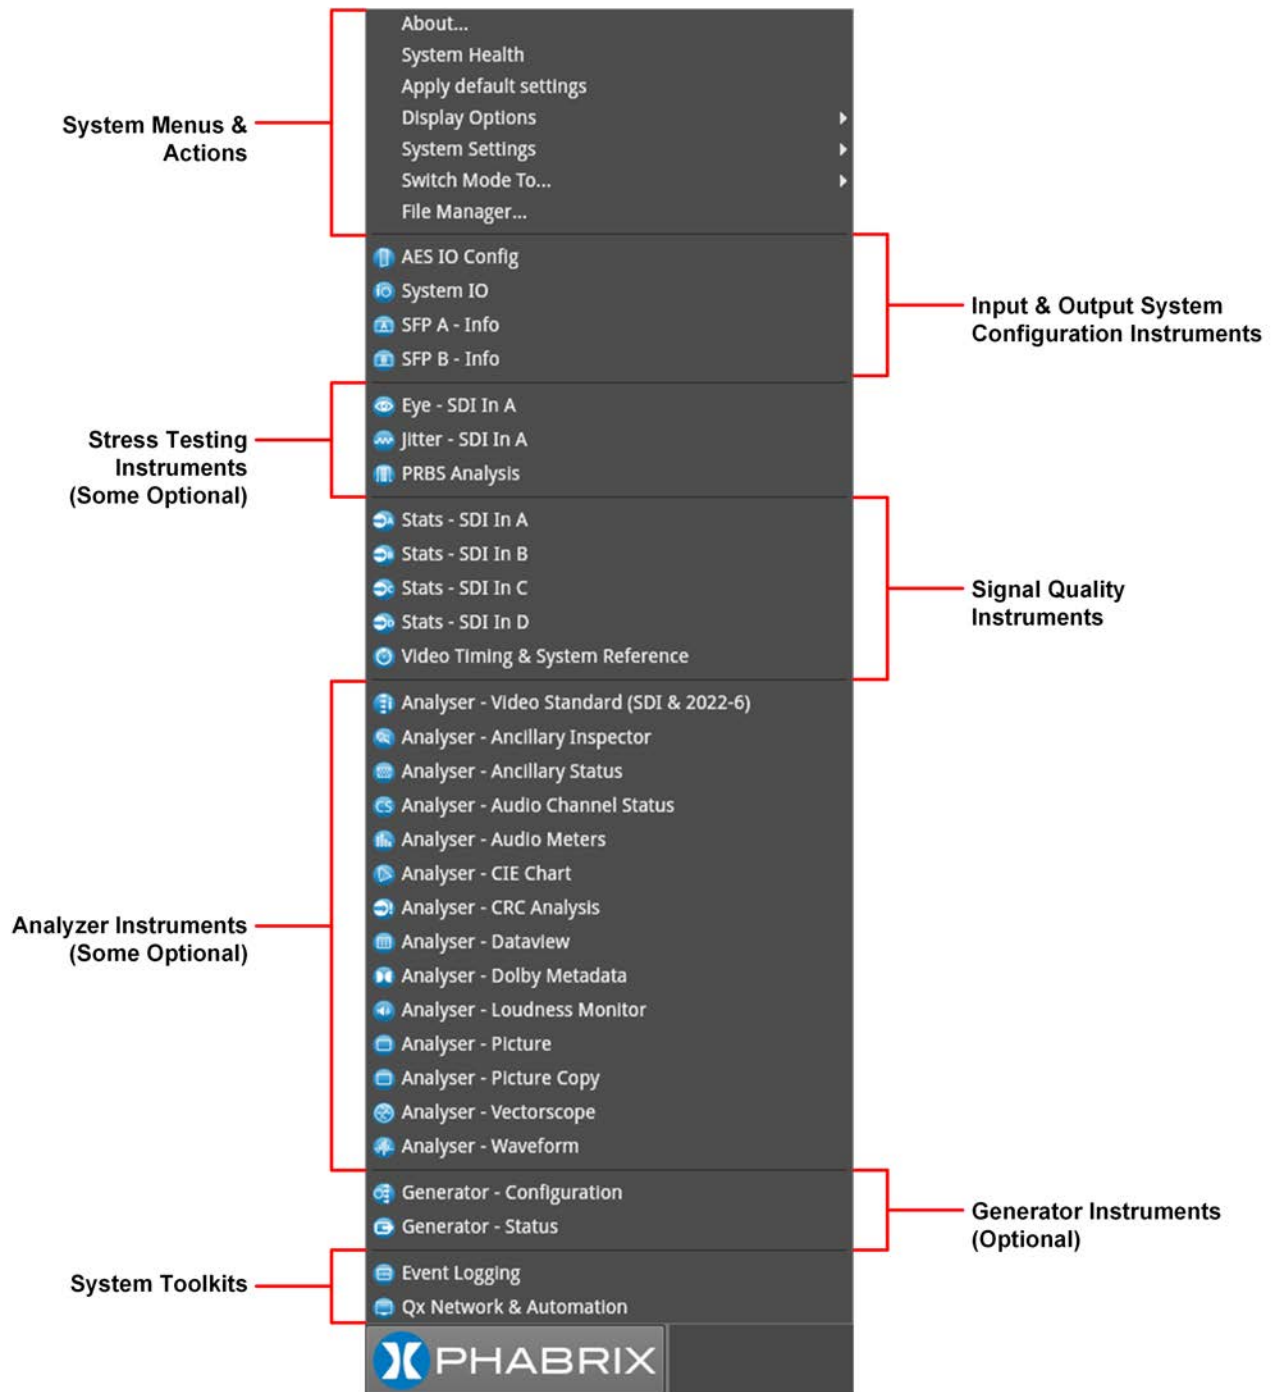 About...
System Health
Apply default settings
Display Options
System Settings
Switch Mode To...
File Manager...
System Menus &
Actions
AES IO Config
System IO
SFP A - Info
SFP B - Info
Input & Output System
Configuration Instruments
Eye - SDI In A
Jitter - SDI In A
PRBS Analysis
Stress Testing
Instruments
(Some Optional)
Stats - SDI In A
Stats - SDI In B
Stats - SDI In C
Stats - SDI In D
Video Timing & System Reference
Signal Quality
Instruments
Analyser - Video Standard (SDI & 2022-6)
Analyser - Ancillary Inspector
Analyser - Ancillary Status
CS Analyser - Audio Channel Status
Analyser - Audio Meters
Analyser - CIE Chart
Analyser - CRC Analysis
Analyser - Dataview
Analyser - Dolby Metadata
Analyser - Loudness Monitor
Analyser - Picture
Analyser - Picture Copy
Analyser - Vectorscope
Analyser - Waveform
Analyzer Instruments
(Some Optional)
Generator - Configuration
Generator - Status
Generator Instruments
(Optional)
Event Logging
Qx Network & Automation
System Toolkits
PHABRIX